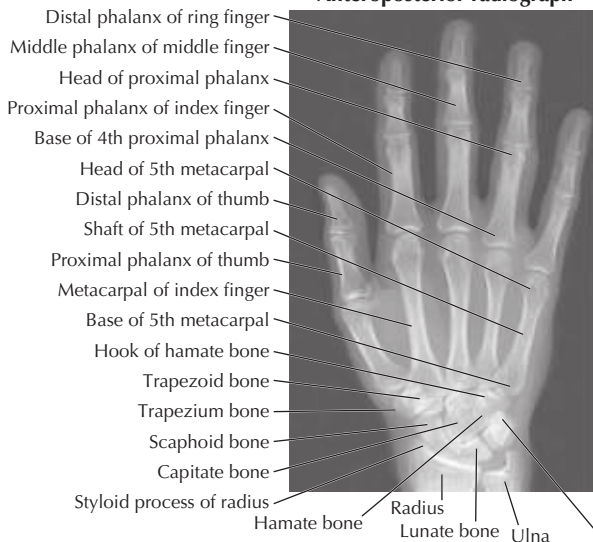 Anteroposterior radiograph
Distal phalanx of ring finger
Middle phalanx of middle finger
Head of proximal phalanx
Proximal phalanx of index finger
Base of 4th proximal phalanx
Head of 5th metacarpal
Distal phalanx of thumb
Shaft of 5th metacarpal
Proximal phalanx of thumb
Metacarpal of index finger
Base of 5th metacarpal
Hook of hamate bone
Trapezoid bone
Trapezium bone
Scaphoid bone
Capitate bone
Styloid process of radius
Hamate bone
Radius
Lunate bone
Ulna